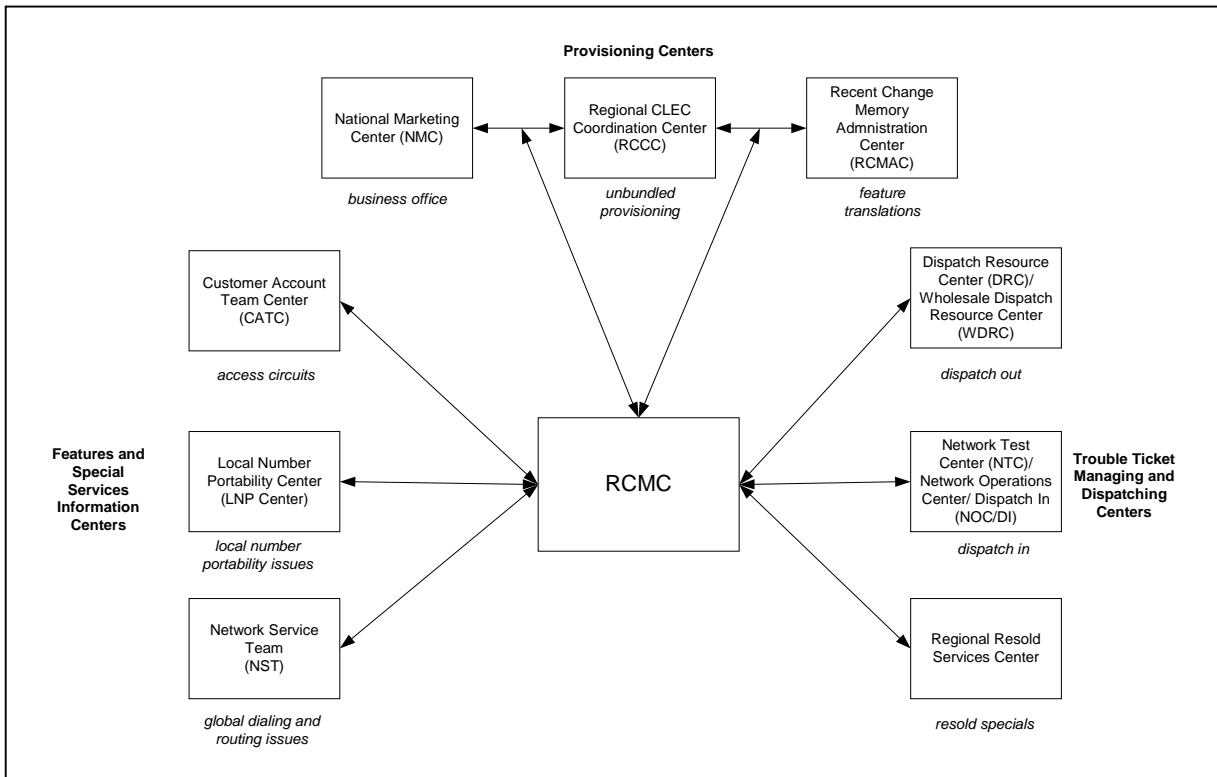 Provisioning Centers
National Marketing
Center (NMC)
business office
Regional CLEC
Coordination Center
(RCCC)
unbundled
provisioning
Recent Change
Memory
Admnistration
Center
(RCMAC)
feature
translations
Customer Account
Team Center
(CATC)
access circuits
Dispatch Resource
Center (DRC)/
Wholesale Dispatch
Resource Center
(WDRC)
dispatch out
Features and
Special
Services
Information
Centers
Local Number
Portability Center
(LNP Center)
local number
portability issues
RCMC
Network Test
Center (NTC)/
Network Operations
Center/ Dispatch In
(NOC/DI)
dispatch in
Trouble Ticket
Managing and
Dispatching
Centers
Network Service
Team
(NST)
global dialing and
routing issues
Regional Resold
Services Center
resold specials